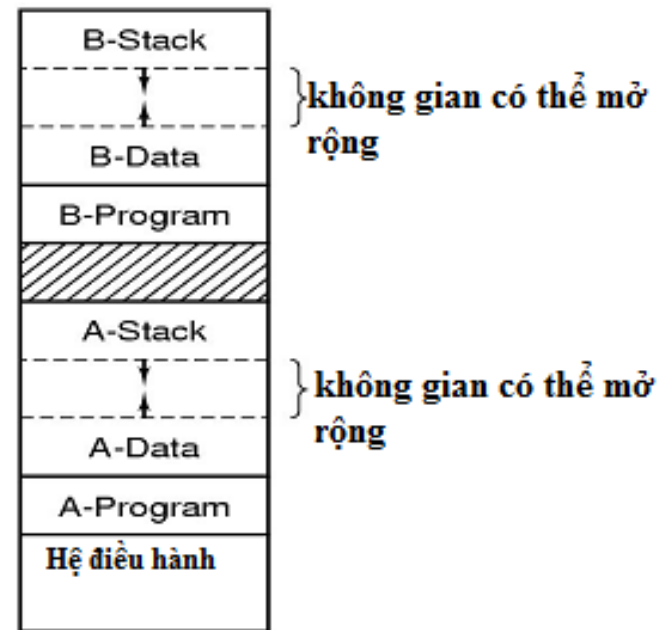 B-Stack
không gian có thể mở
rộng
B-Data
B-Program
A-Stack
không gian có thể mở
rộng
A-Data
A-Program
Hệ điều hành